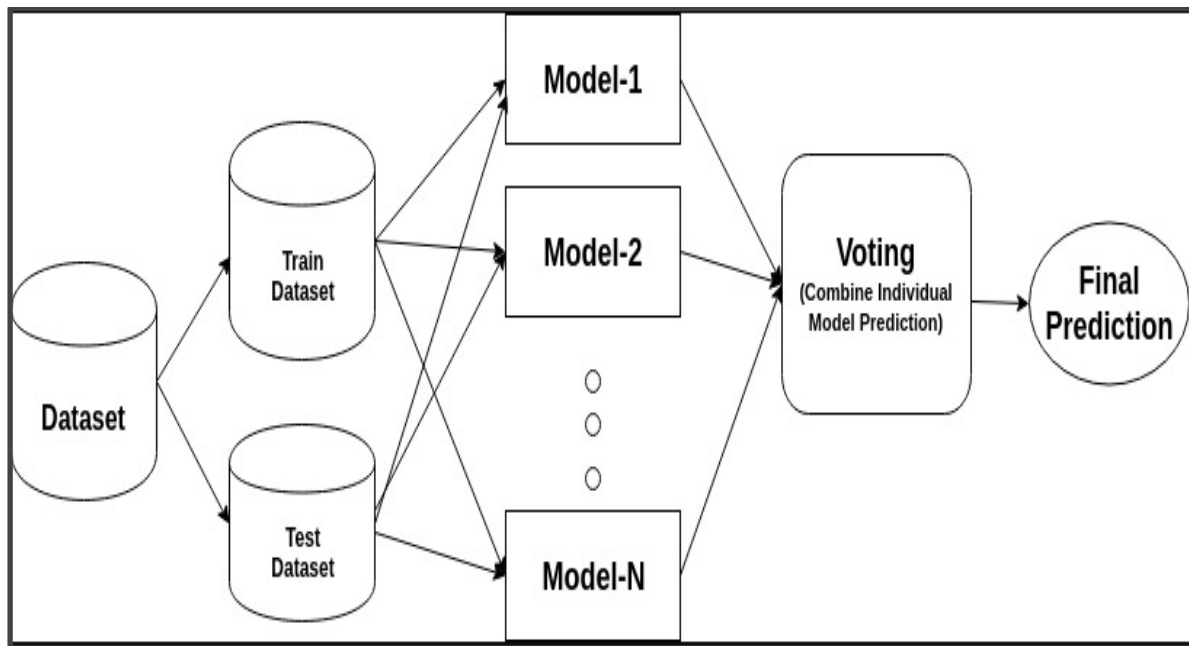 Dataset
Train
Dataset
Test
Dataset
Model-1
Model-2
Model-N
Voting
(Combine Individual
Model Prediction)
Final
Prediction